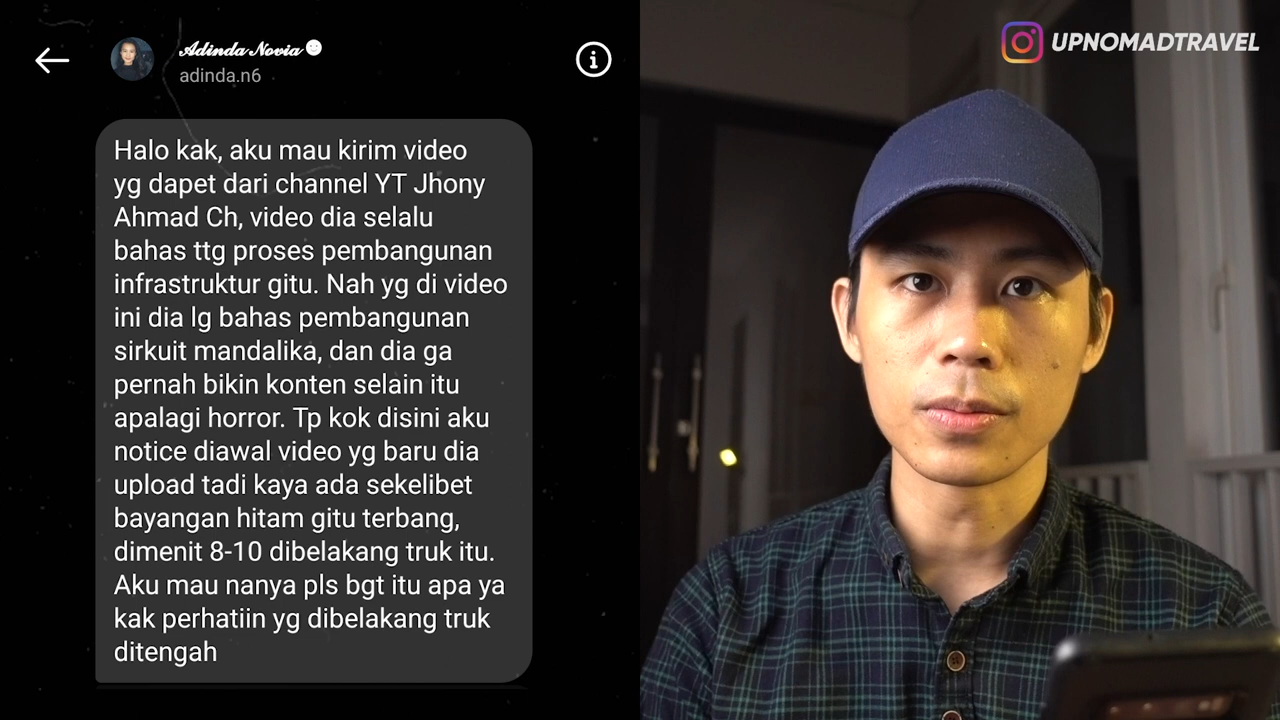 Adinda Novia
adinda.n6
Halo kak, aku mau kirim video
yg dapet dari channel YT Jhony
Ahmad Ch, video dia selalu
bahas ttg proses pembangunan
infrastruktur gitu. Nah yg di video
ini dia lg bahas pembangunan
sirkuit mandalika, dan dia ga
pernah bikin konten selain itu
apalagi horror. Tp kok disini aku
notice diawal video yg baru dia
upload tadi kaya ada sekelibet
bayangan hitam gitu terbang,
dimenit 8-10 dibelakang truk itu.
Aku mau nanya pls bgt itu apa ya
kak perhatiin yg dibelakang truk
ditengah
UPNOMADTRAVEL